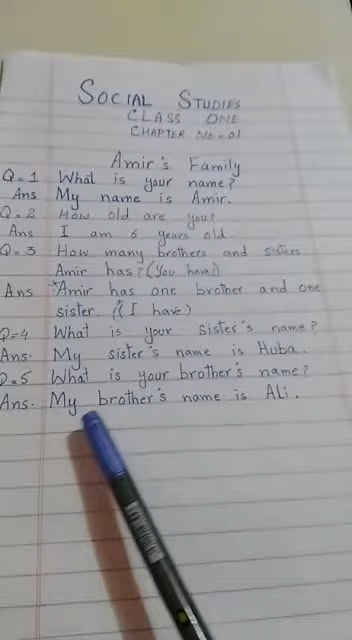 SOCIAL STUDIES
CLASS ONE
CHAPTER No=01
Amir's Family
Q=1 What is your name?
Ans My name is Amir.
Q=2 How old are you?
Ans I am 6 years old.
Q=3 How many brothers and sisters
Amir has? (You have)
Ans *Amir has one brother and one
sister. *(I have)
Q=4 What is your sister's name?
Ans. My sister's name is Huba.
Q=5 What is your brother's name?
Ans. My brother's name is Ali.